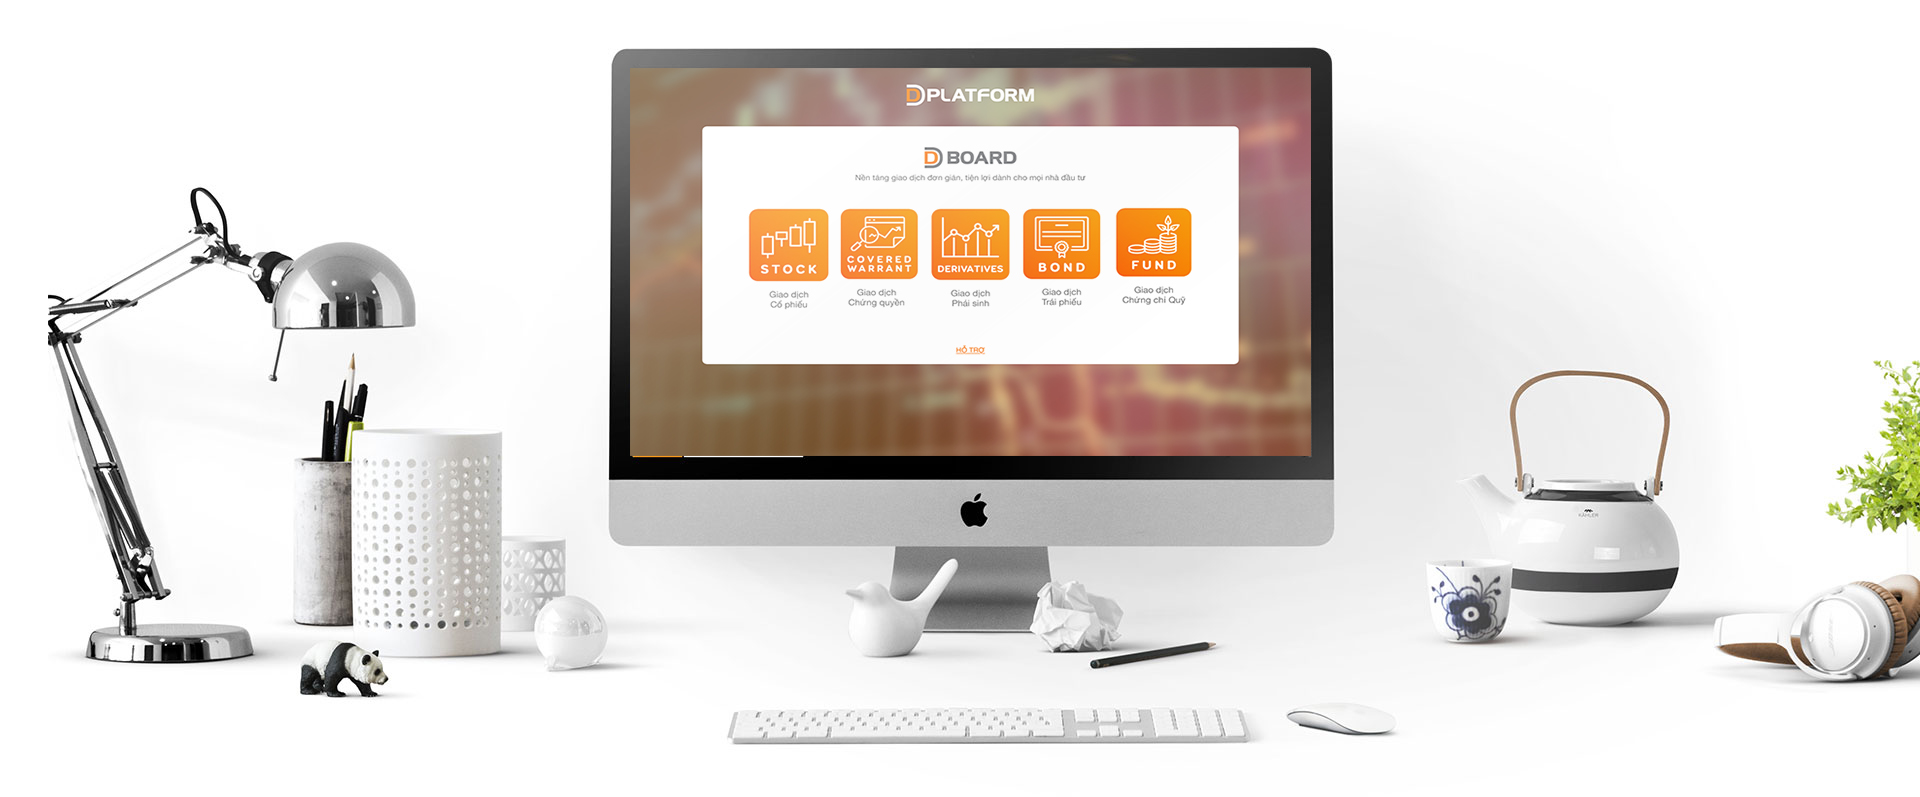 DPLATFORM
D BOARD
Nền tảng giao dịch đơn giản, tiện lợi dành cho mọi nhà đầu tư
STOCK
COVERED
WARRANT
DERIVATIVES
BOND
FUND
Giao dịch
Cổ phiếu
Giao dịch
Chứng quyền
Giao dịch
Phái sinh
Giao dịch
Trái phiếu
Giao dịch
Chứng chỉ Quỹ
HỖ TRỢ
KÄHLER